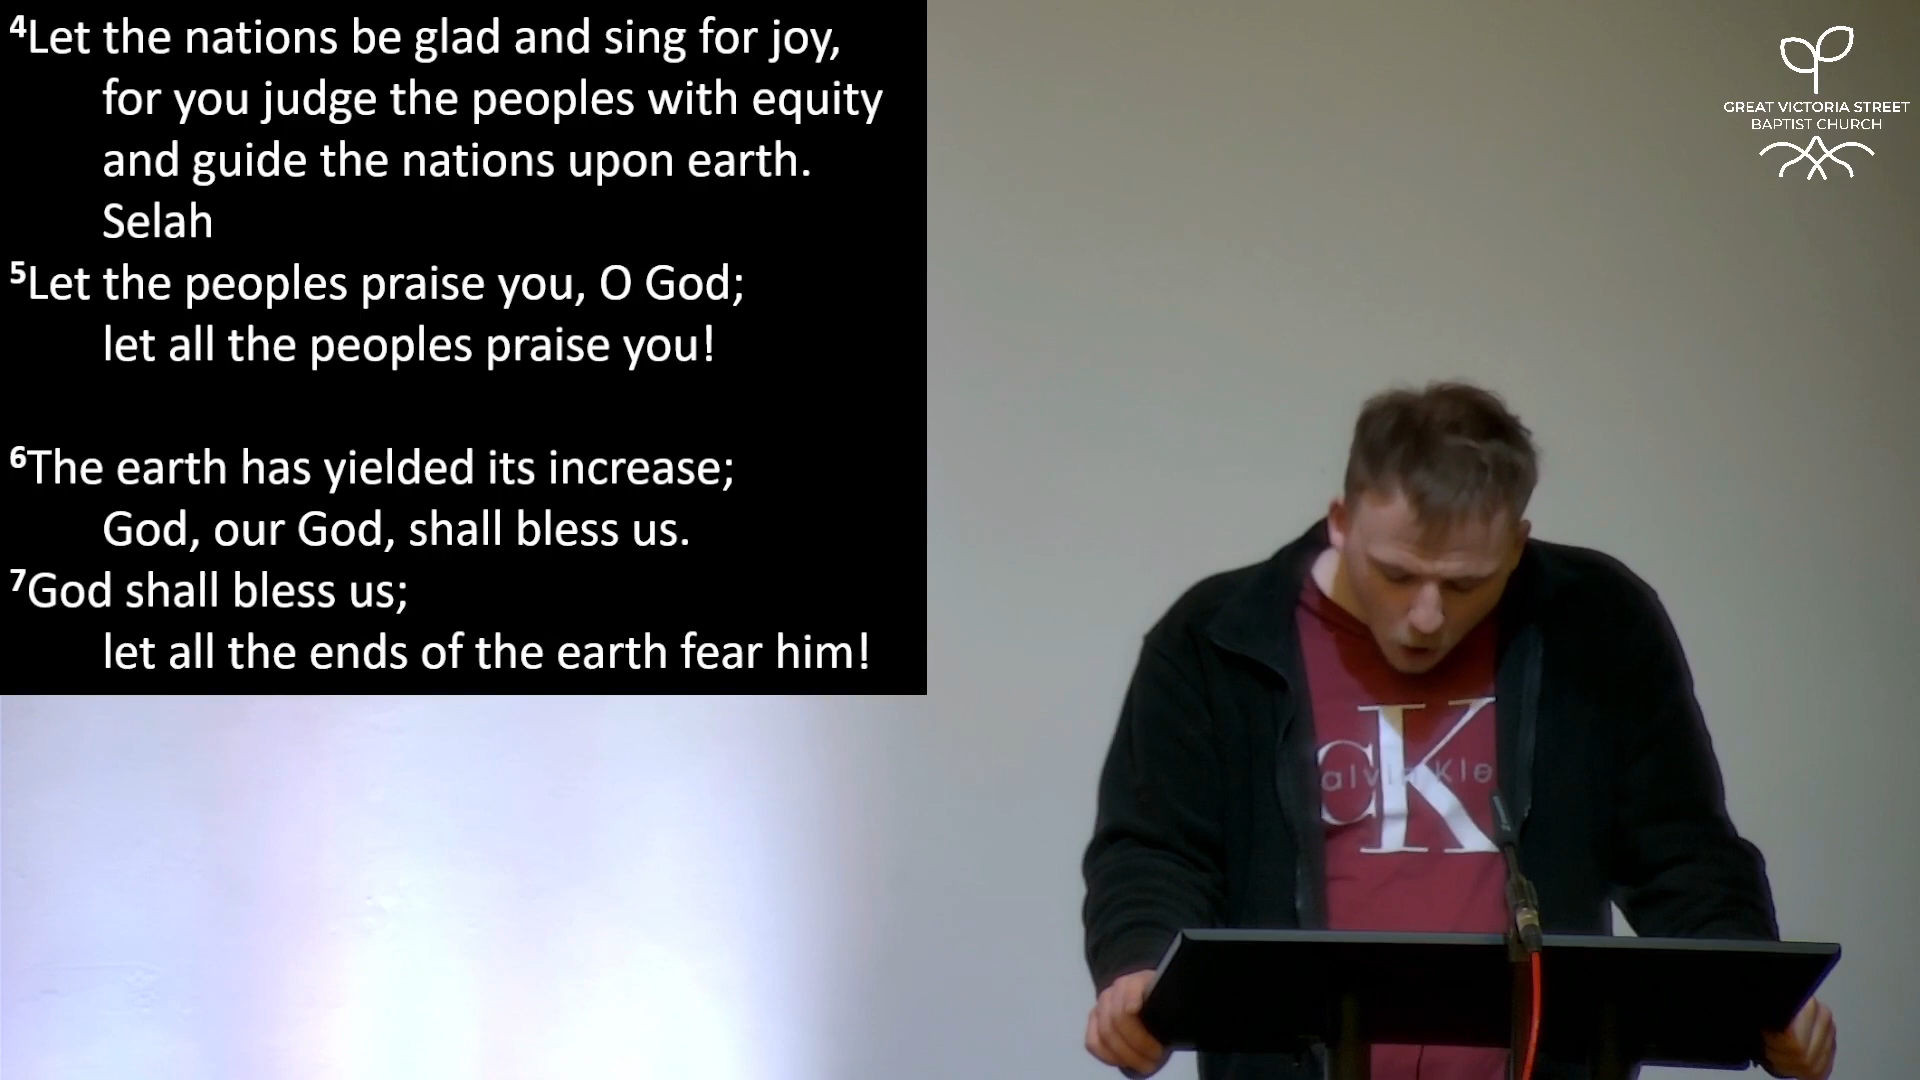 ⁴Let the nations be glad and sing for joy,
for you judge the peoples with equity
and guide the nations upon earth.
Selah
⁵Let the peoples praise you, O God;
let all the peoples praise you!
⁶The earth has yielded its increase;
God, our God, shall bless us.
⁷God shall bless us;
let all the ends of the earth fear him!
GREAT VICTORIA STREET
BAPTIST CHURCH
CK
alvin Kle